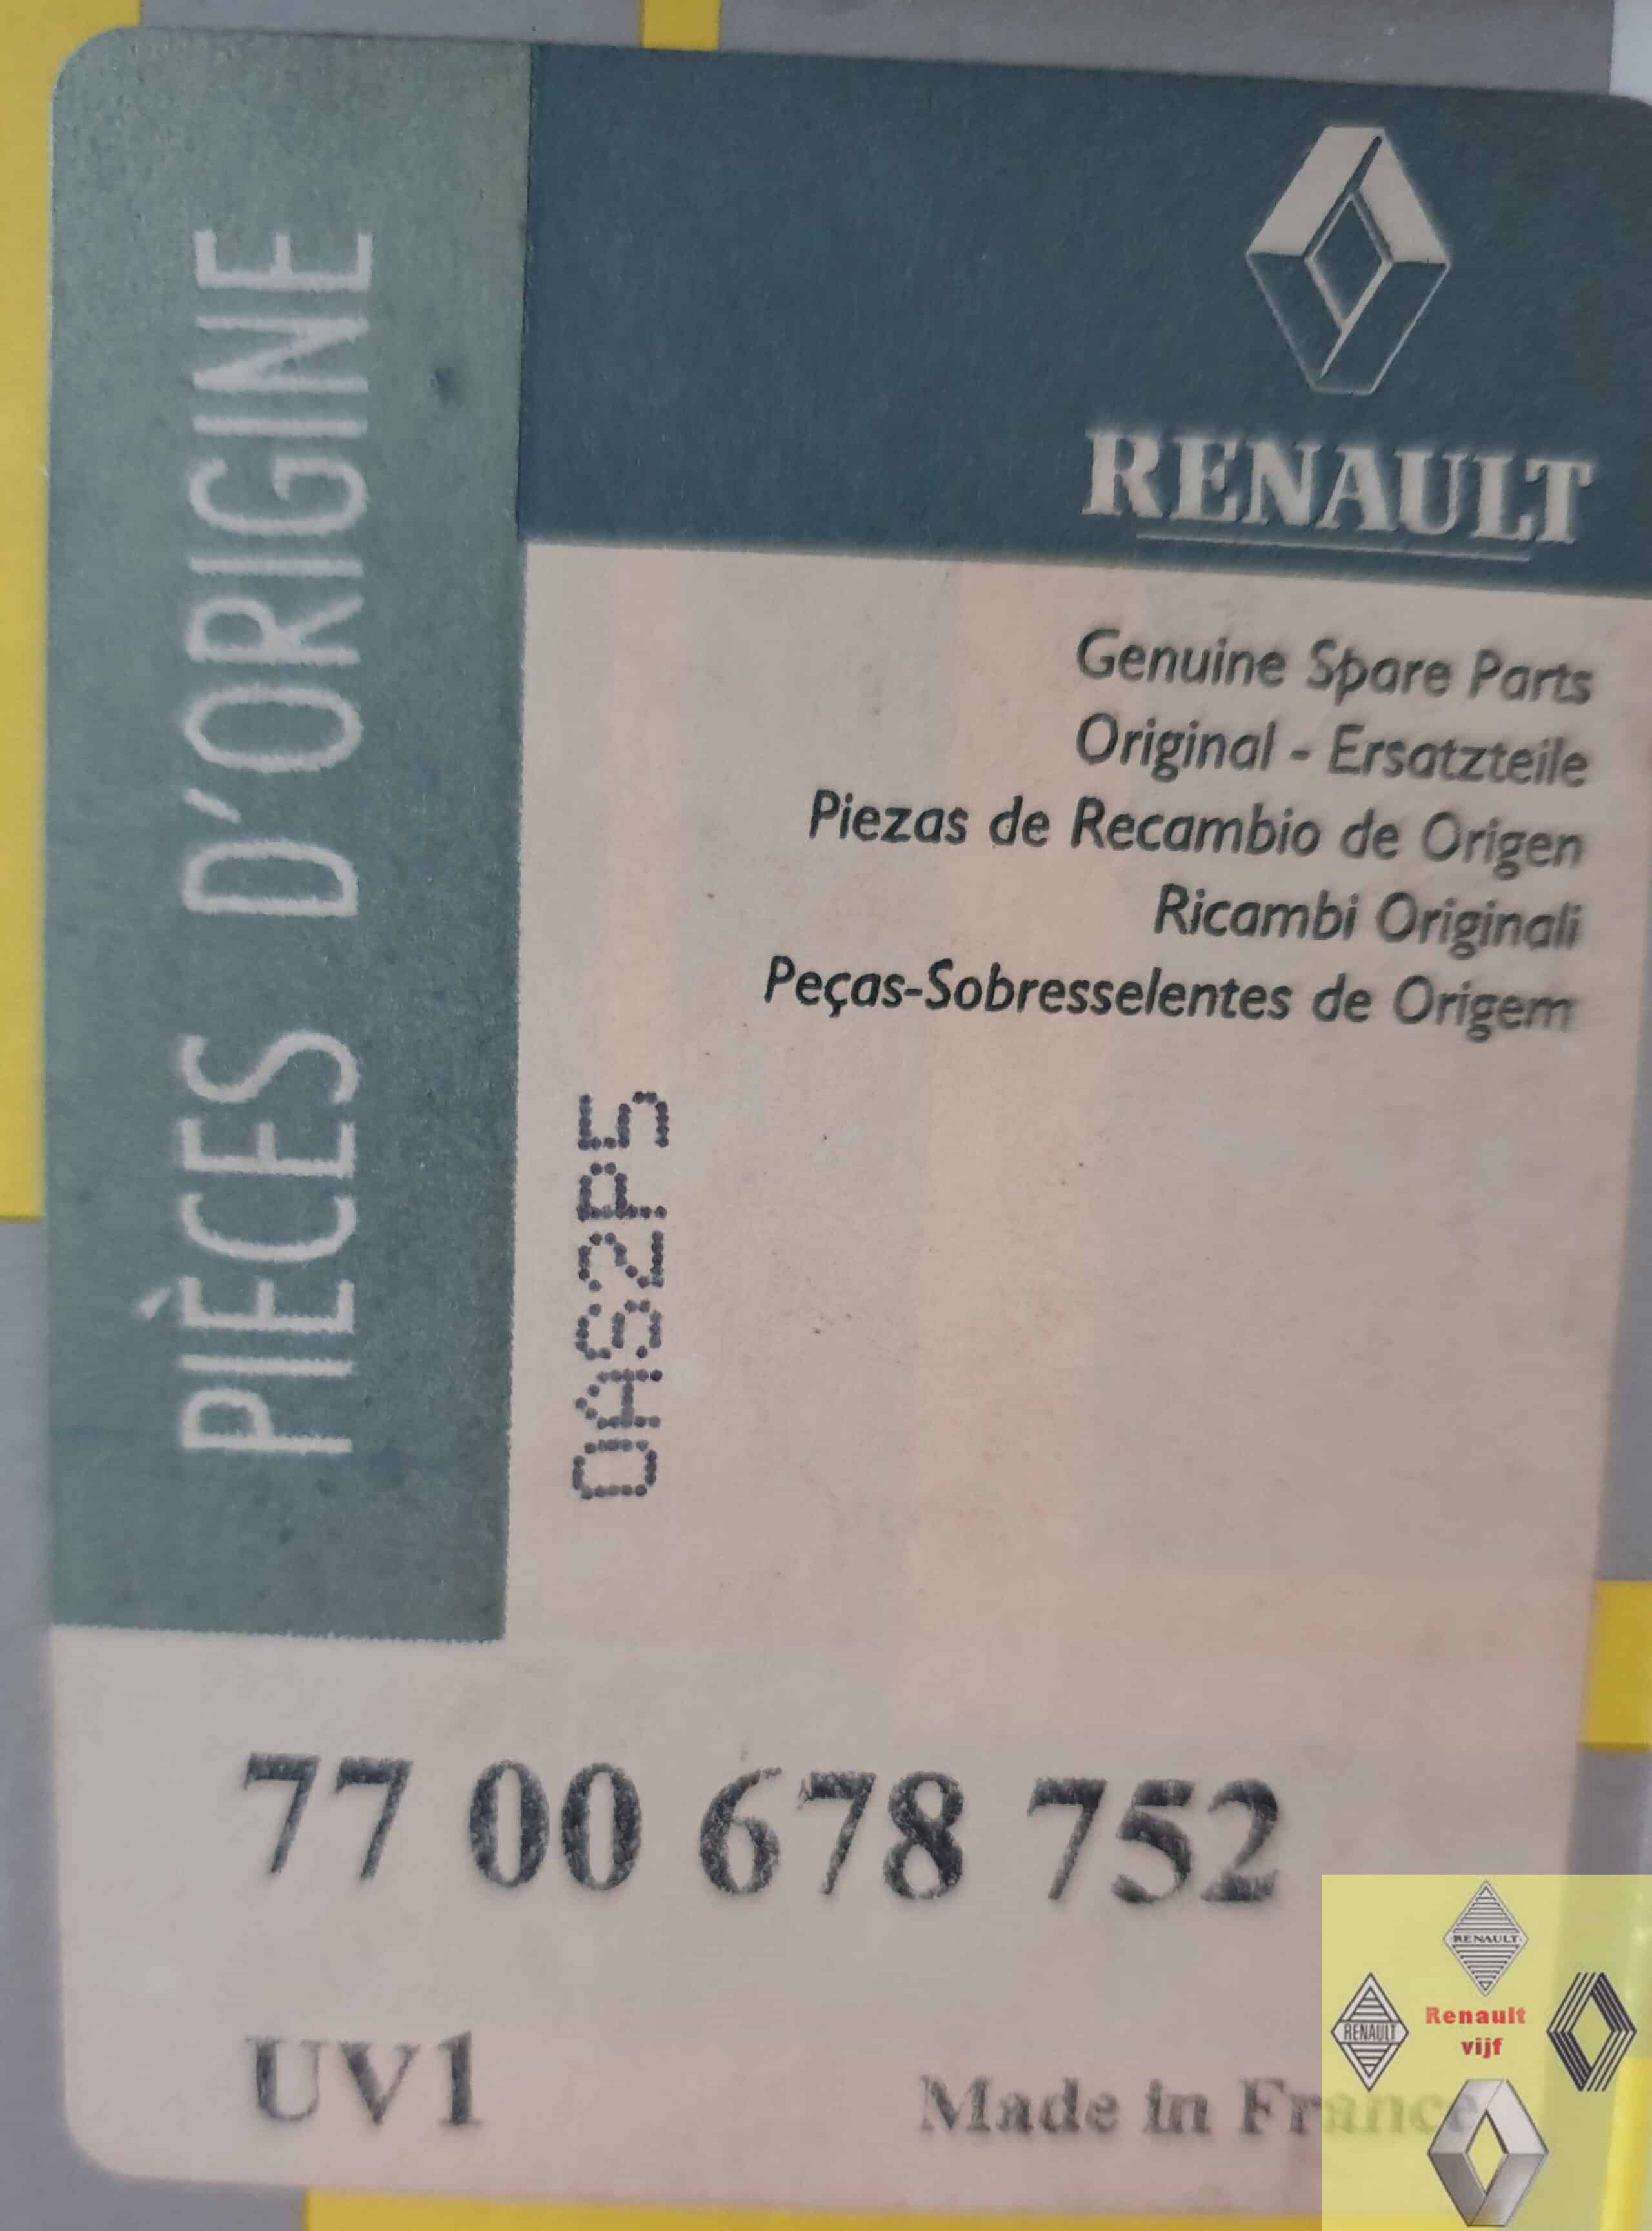 PIÈCES D'ORIGINE
RENAULT
Genuine Spare Parts
Original - Ersatzteile
Piezas de Recambio de Origen
Ricambi Originali
Peças-Sobresselentes de Origem
0A82P5
77 00 678 752
UV1
Made in France
RENAULT
RENAULT
Renault
vijf